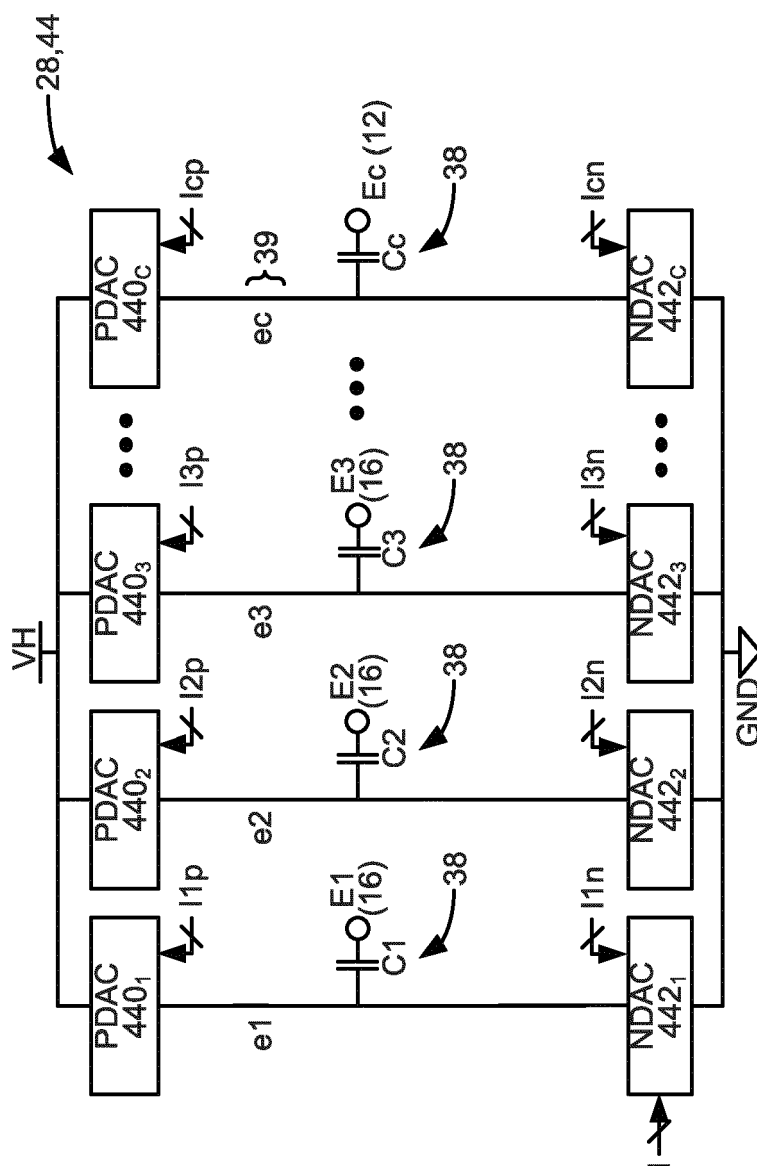 28,44
VH
PDAC
440₁
PDAC
440₂
PDAC
440₃
PDAC
440C
I1p
I2p
I3p
Icp
e1
e2
e3
ec
39
E1
(16)
E2
(16)
E3
(16)
Ec (12)
C1
C2
C3
Cc
38
38
38
38
I1n
I2n
I3n
Icn
NDAC
442₁
NDAC
442₂
NDAC
442₃
NDAC
442C
GND